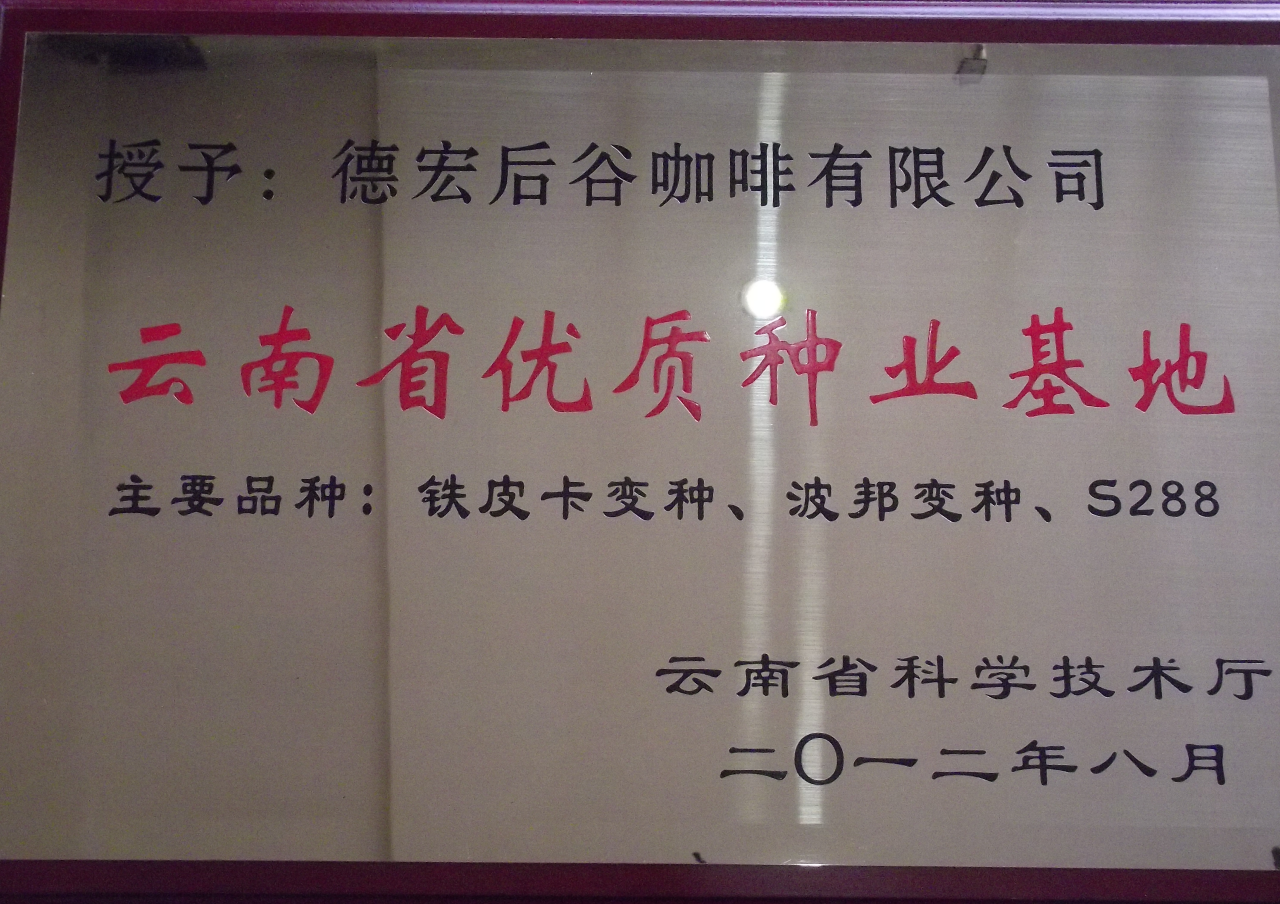 授予：德宏后谷咖啡有限公司
云南省优质种业基地
主要品种：铁皮卡变种、波邦变种、S288
云南省科学技术厅
二〇一二年八月